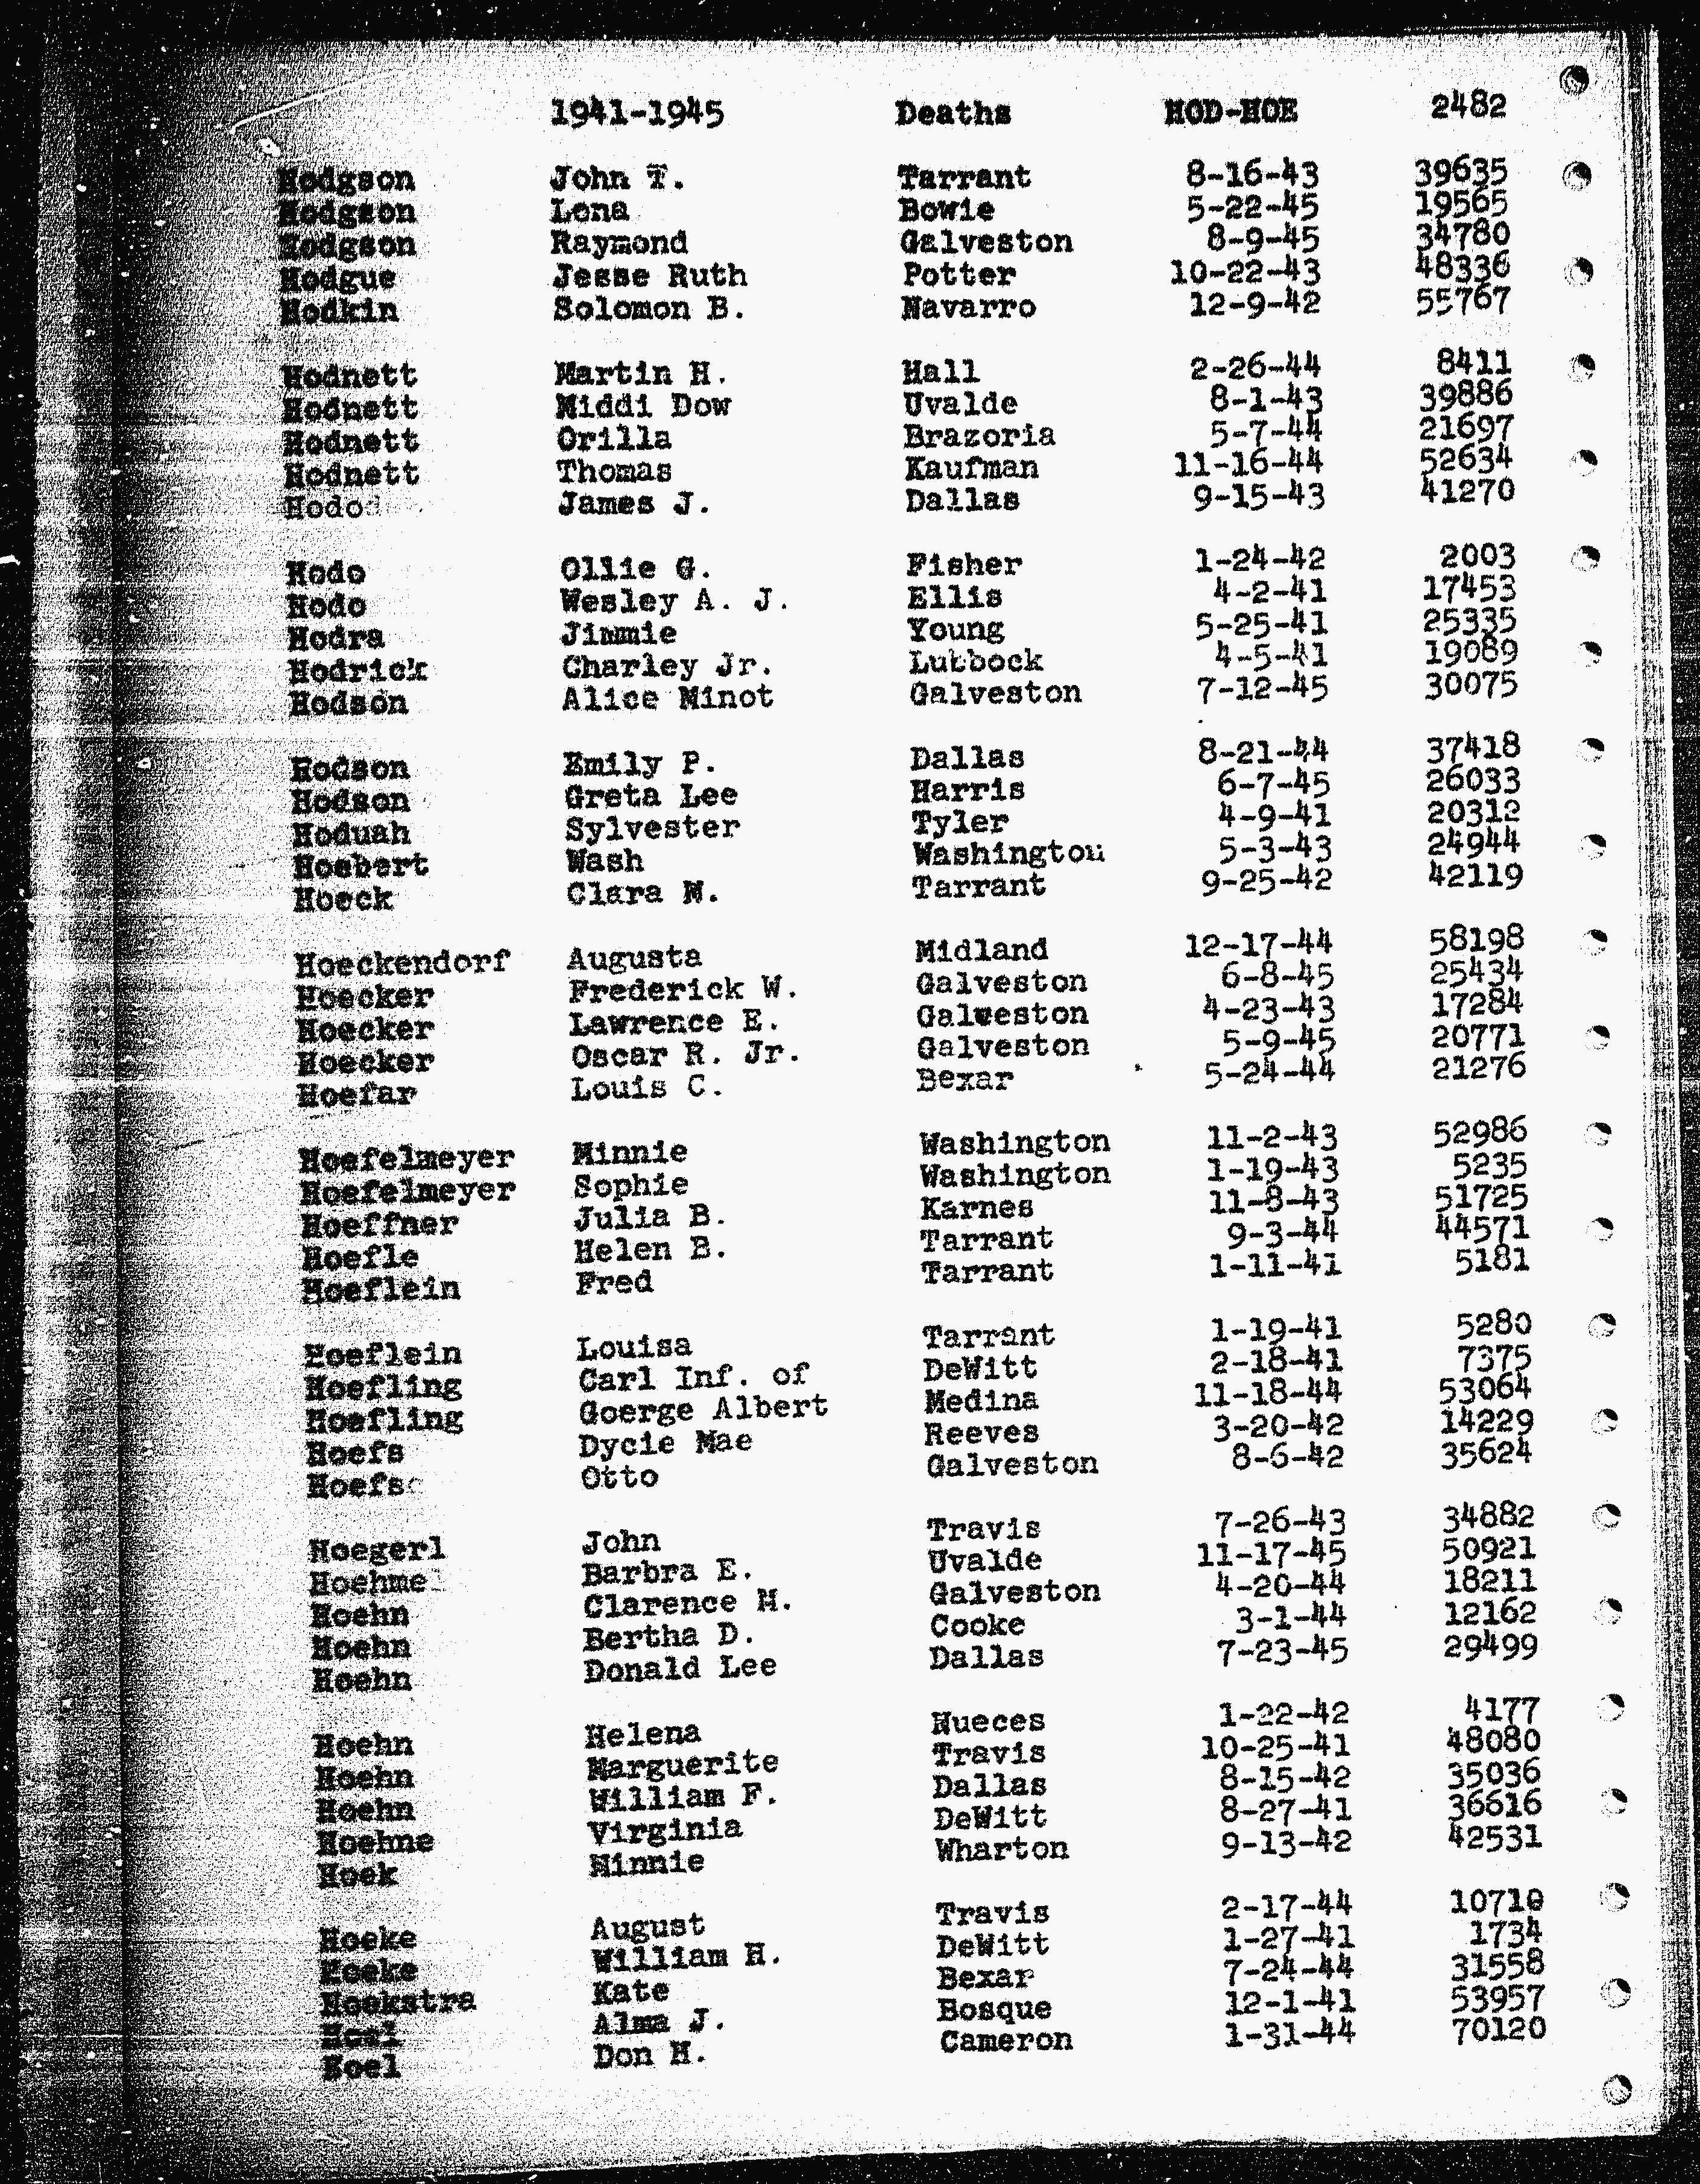 1941-1945 Deaths HOD-HOE 2482
Hodgson John T. Tarrant 8-16-43 39635
Hodgson Lona Bowie 5-22-45 19565
Hodgson Raymond Galveston 8-9-45 34780
Hodgue Jesse Ruth Potter 10-22-43 48336
Hodkin Solomon B. Navarro 12-9-42 55767
Hodnett Martin H. Hall 2-26-44 8411
Hodnett Middi Dow Uvalde 8-1-43 39886
Hodnett Orilla Brazoria 5-7-44 21697
Hodnett Thomas Kaufman 11-16-44 52634
Hodo James J. Dallas 9-15-43 41270
Hodo Ollie G. Fisher 1-24-42 2003
Hodo Wesley A. J. Ellis 4-2-41 17453
Hodra Jimmie Young 5-25-41 25335
Hodrick Charley Jr. Lubbock 4-5-41 19089
Hodson Alice Minot Galveston 7-12-45 30075
Hodson Emily P. Dallas 8-21-44 37418
Hodson Greta Lee Harris 6-7-45 26033
Hoduah Sylvester Tyler 4-9-41 20312
Hoebert Wash Washington 5-3-43 24944
Hoeck Clara M. Tarrant 9-25-42 42119
Hoeckendorf Augusta Midland 12-17-44 58198
Hoecker Frederick W. Galveston 6-8-45 25434
Hoecker Lawrence E. Galveston 4-23-43 17284
Hoecker Oscar R. Jr. Galveston 5-9-45 20771
Hoefar Louis C. Bexar 5-24-44 21276
Hoefelmeyer Minnie Washington 11-2-43 52986
Hoefelmeyer Sophie Washington 1-19-43 5235
Hoeffner Julia B. Karnes 11-8-43 51725
Hoefle Helen B. Tarrant 9-3-44 44571
Hoeflein Fred Tarrant 1-11-41 5181
Hoeflein Louisa Tarrant 1-19-41 5280
Hoefling Carl Inf. of DeWitt 2-18-41 7375
Hoefling Goerge Albert Medina 11-18-44 53064
Hoefs Dycie Mae Reeves 3-20-42 14229
Hoefs Otto Galveston 8-6-42 35624
Hoegerl John Travis 7-26-43 34882
Hoehme Barbra E. Uvalde 11-17-45 50921
Hoehn Clarence H. Galveston 4-20-44 18211
Hoehn Bertha D. Cooke 3-1-44 12162
Hoehn Donald Lee Dallas 7-23-45 29499
Hoehn Helena Nueces 1-22-42 4177
Hoehn Marguerite Travis 10-25-41 48080
Hoehn William F. Dallas 8-15-42 35036
Hoehne Virginia DeWitt 8-27-41 36616
Hoek Minnie Wharton 9-13-42 42531
Hoeke August Travis 2-17-44 10710
Hoeke William H. DeWitt 1-27-41 1734
Hoekstra Kate Bexar 7-24-44 31558
Hoel Alma J. Bosque 12-1-41 53957
Hoel Don H. Cameron 1-31-44 70120